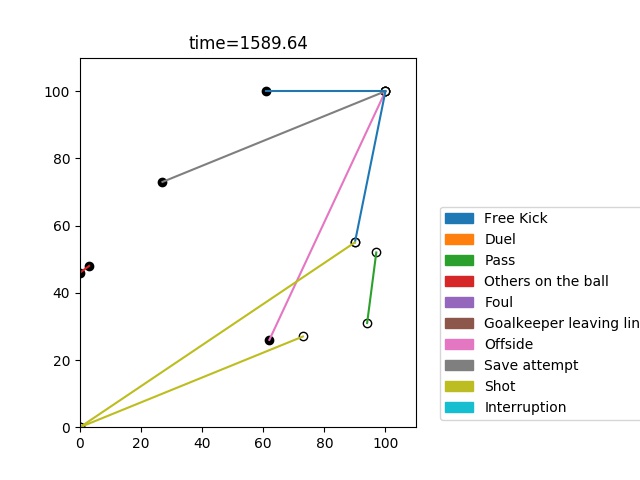 time=1589.64
100
80
60
40
20
0
0 20 40 60 80 100
Free Kick
Duel
Pass
Others on the ball
Foul
Goalkeeper leaving lin
Offside
Save attempt
Shot
Interruption